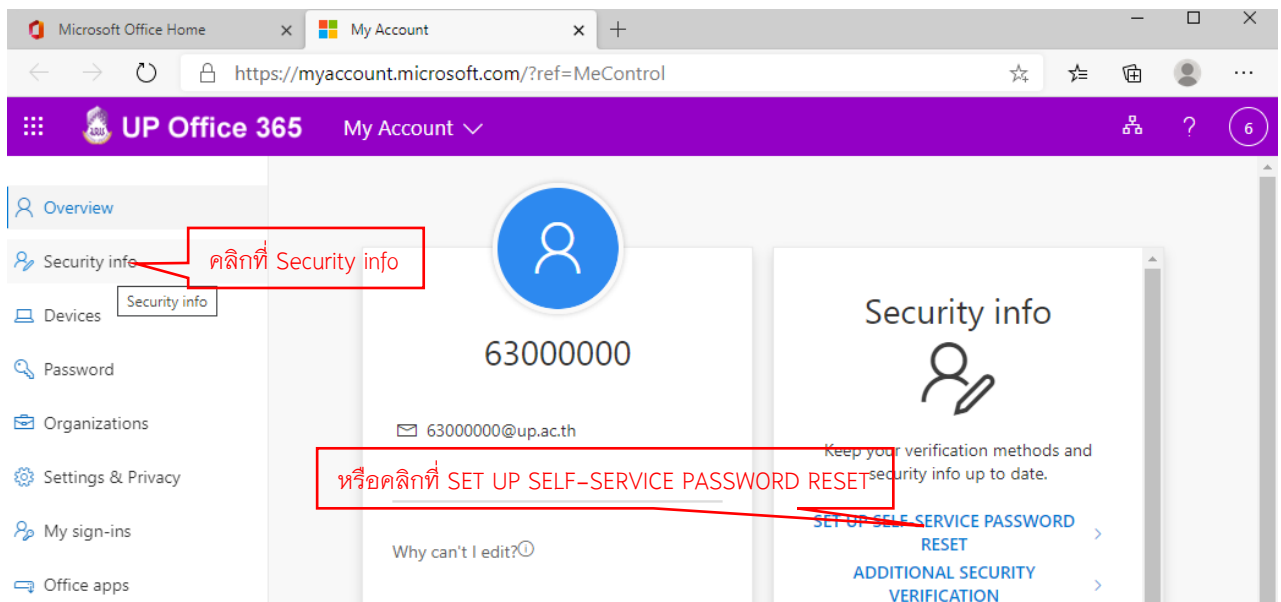 Microsoft Office Home
My Account
https://myaccount.microsoft.com/?ref=MeControl
UP Office 365
My Account
?
6
Overview
Security info
คลิกที่ Security info
Security info
Devices
Password
Organizations
Settings & Privacy
My sign-ins
Office apps
63000000
63000000@up.ac.th
หรือคลิกที่ SET UP SELF-SERVICE PASSWORD RESET
Why can't I edit?
Security info
Keep your verification methods and
security info up to date.
SET UP SELF-SERVICE PASSWORD
RESET
ADDITIONAL SECURITY
VERIFICATION